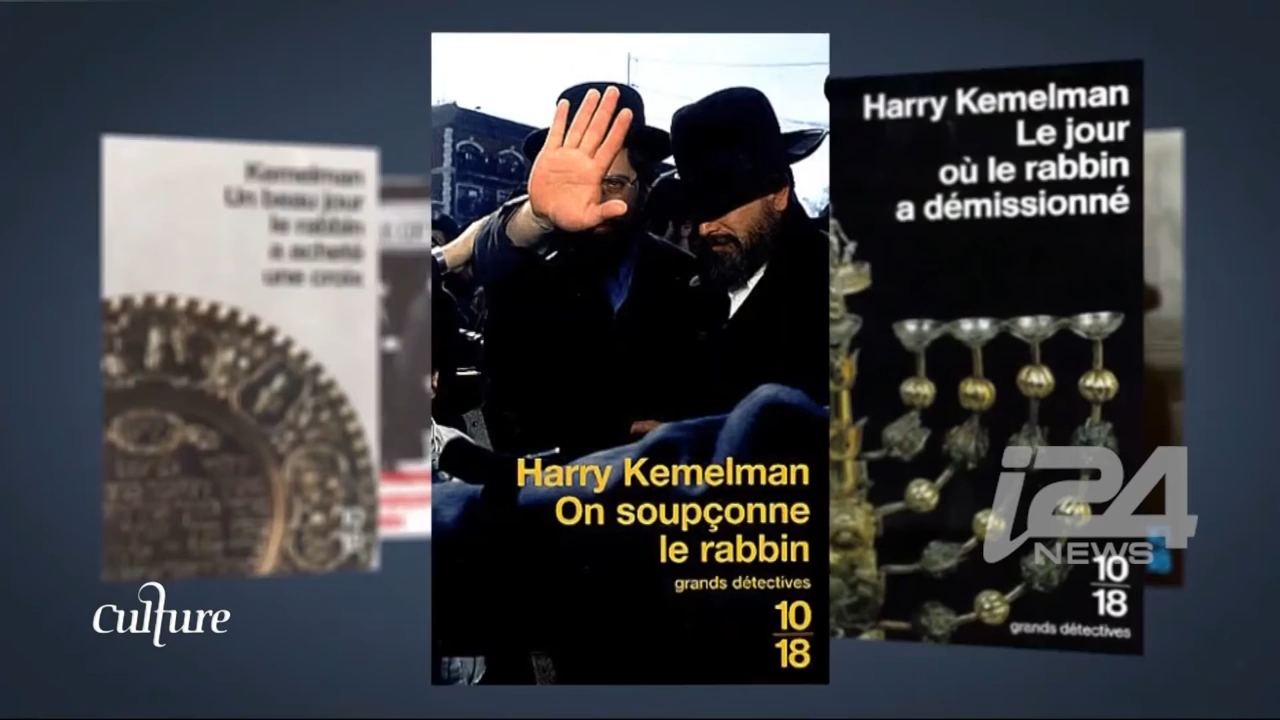 Kemelman
Un beau jour
le rabbin
a acheté
une croix
Harry Kemelman
On soupçonne
le rabbin
grands détectives
10
18
Harry Kemelman
Le jour
où le rabbin
a démissionné
10
18
grands détectives
i24
NEWS
culture